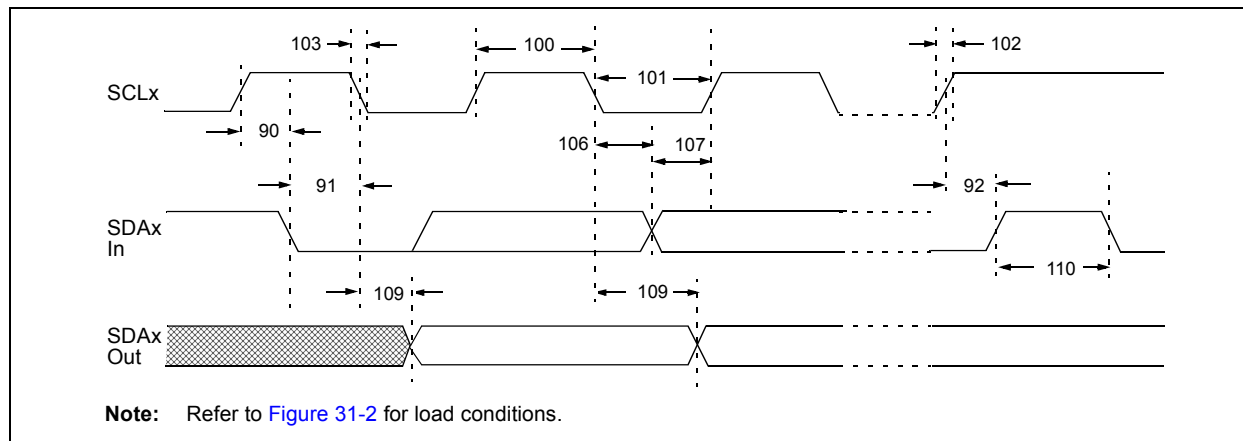 103
100
102
101
SCLx
90
106
107
91
92
SDAx
In
110
109
109
SDAx
Out
Note: Refer to Figure 31-2 for load conditions.